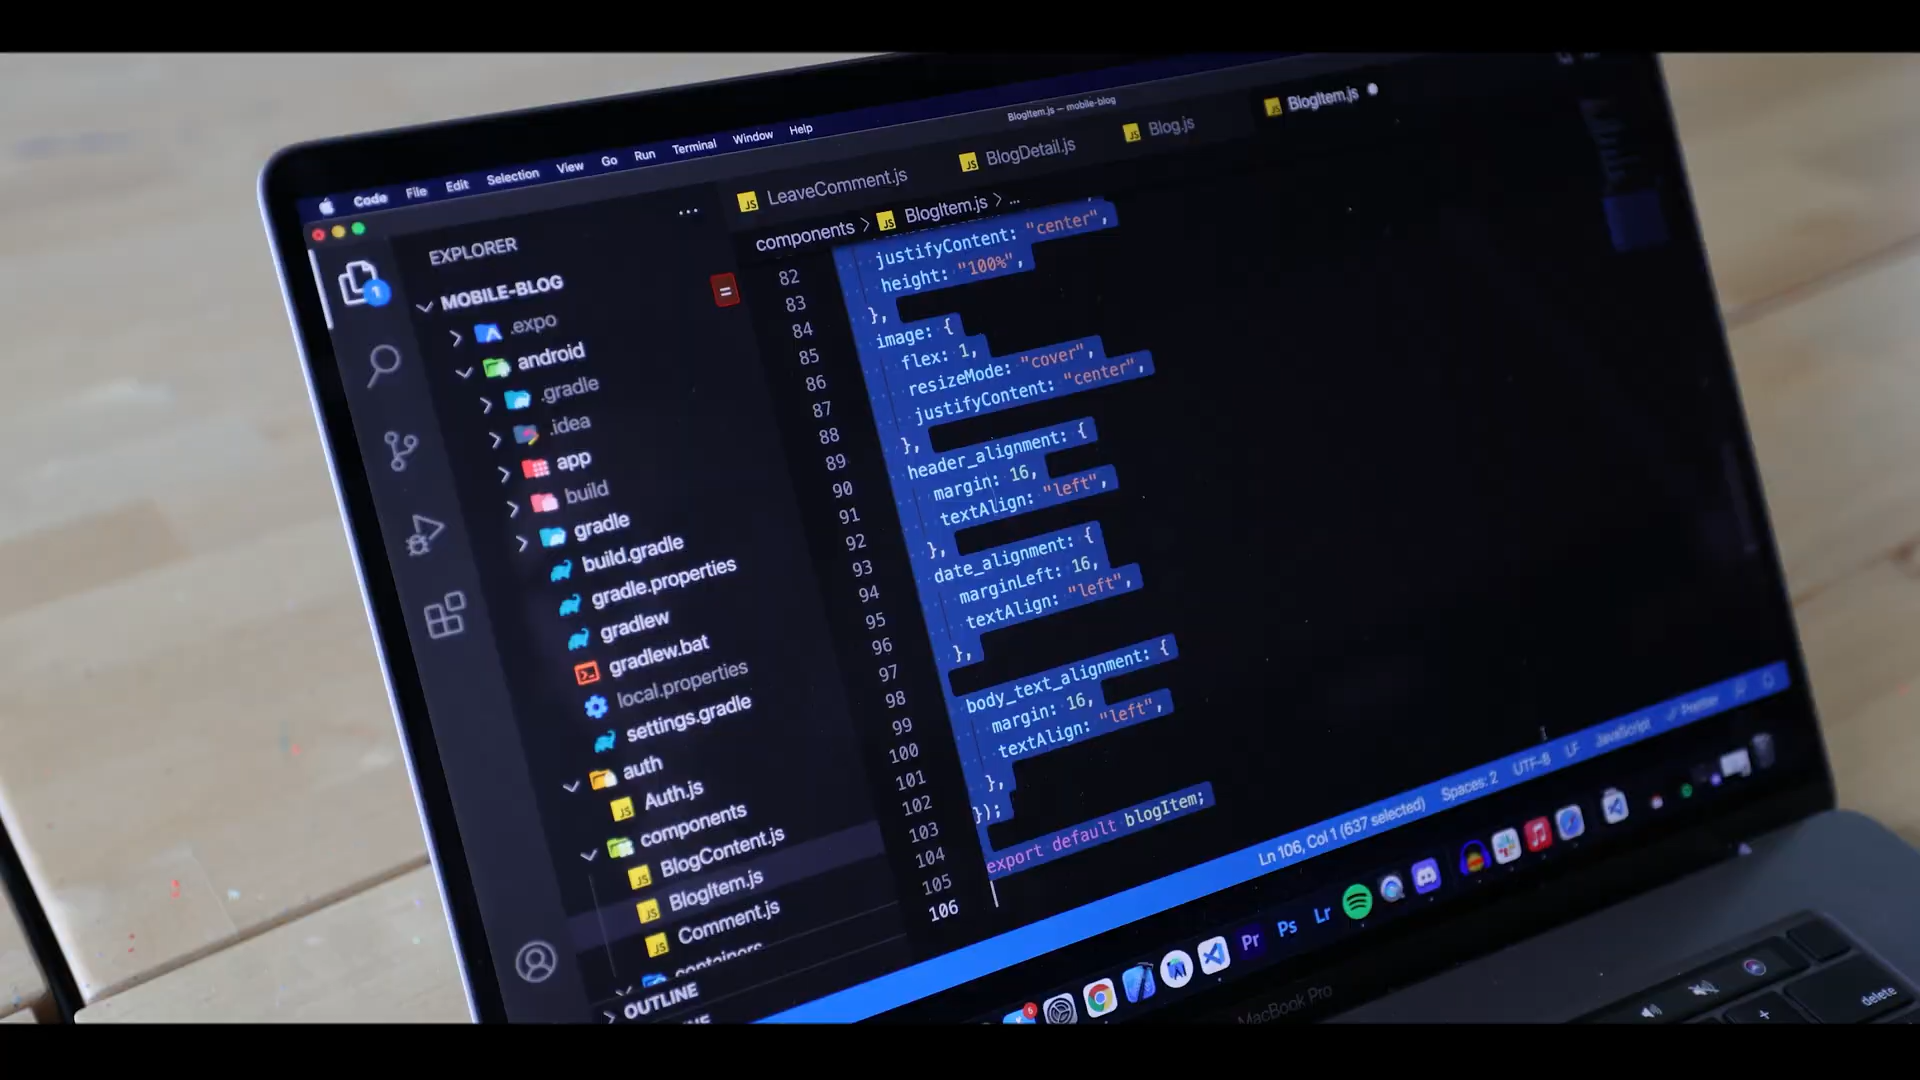 Code File Edit Selection View Go Run Terminal Window Help
BlogItem.js — mobile-blog
LeaveComment.js
BlogDetail.js
Blog.js
BlogItem.js
components > BlogItem.js > ...
EXPLORER
MOBILE-BLOG
.expo
android
.gradle
.idea
app
build
gradle
build.gradle
gradle.properties
gradlew
gradlew.bat
local.properties
settings.gradle
auth
Auth.js
components
BlogContent.js
BlogItem.js
Comment.js
containers
OUTLINE
82
83
84
85
86
87
88
89
90
91
92
93
94
95
96
97
98
99
100
101
102
103
104
105
106
justifyContent: "center",
height: "100%",
},
image: {
flex: 1,
resizeMode: "cover",
justifyContent: "center",
},
header_alignment: {
margin: 16,
textAlign: "left",
},
date_alignment: {
marginLeft: 16,
textAlign: "left",
},
body_text_alignment: {
margin: 16,
textAlign: "left",
},
});
export default blogItem;
Ln 106, Col 1 (637 selected) Spaces: 2 UTF-8 LF JavaScript Prettier
Pr Ps Lr
MacBook Pro
delete